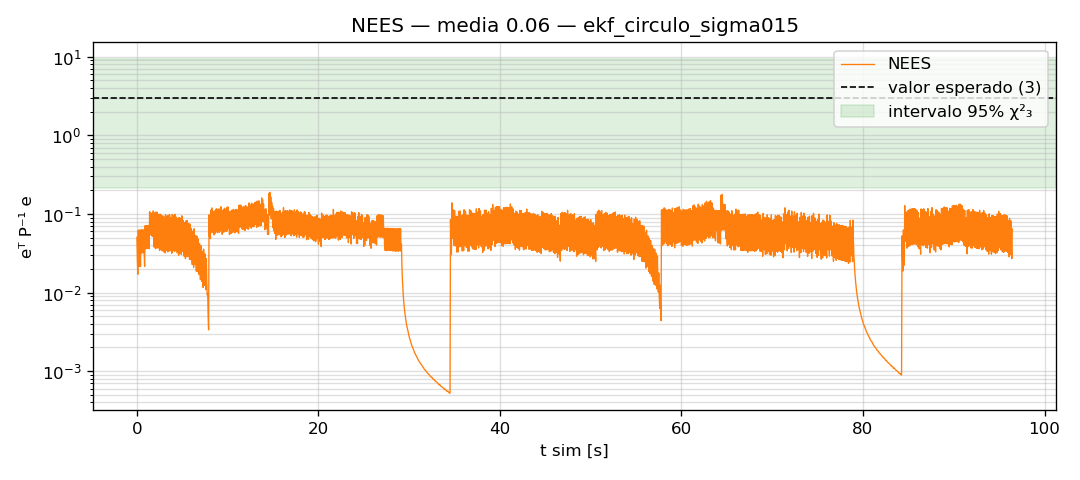 NEES — media 0.06 — ekf_circulo_sigma015
NEES
valor esperado (3)
intervalo 95% χ²₃
eᵀ P⁻¹ e
10¹
10⁰
10⁻¹
10⁻²
10⁻³
0 20 40 60 80 100
t sim [s]